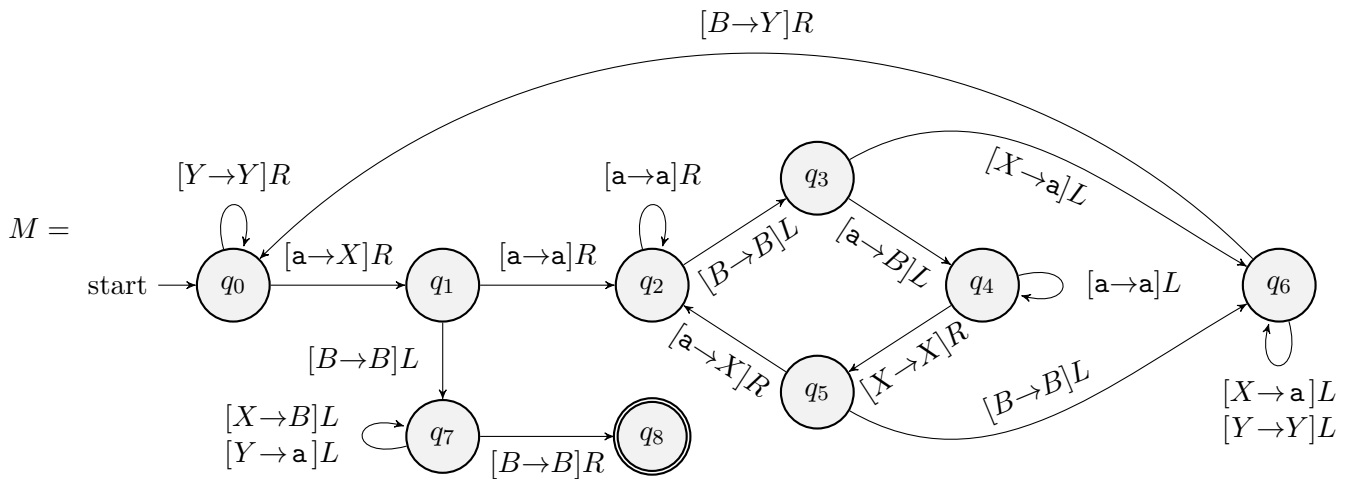 [B→Y]R
[Y→Y]R
[a→a]R
q3
[X→a]L
M =
[a→X]R
[a→a]R
[B→B]L
[a→B]L
start
q0
q1
q2
q4
[a→a]L
q6
[B→B]L
[a→X]R
[X→X]R
q5
[B→B]L
[X→a]L
[Y→Y]L
[X→B]L
[Y→a]L
q7
[B→B]R
q8